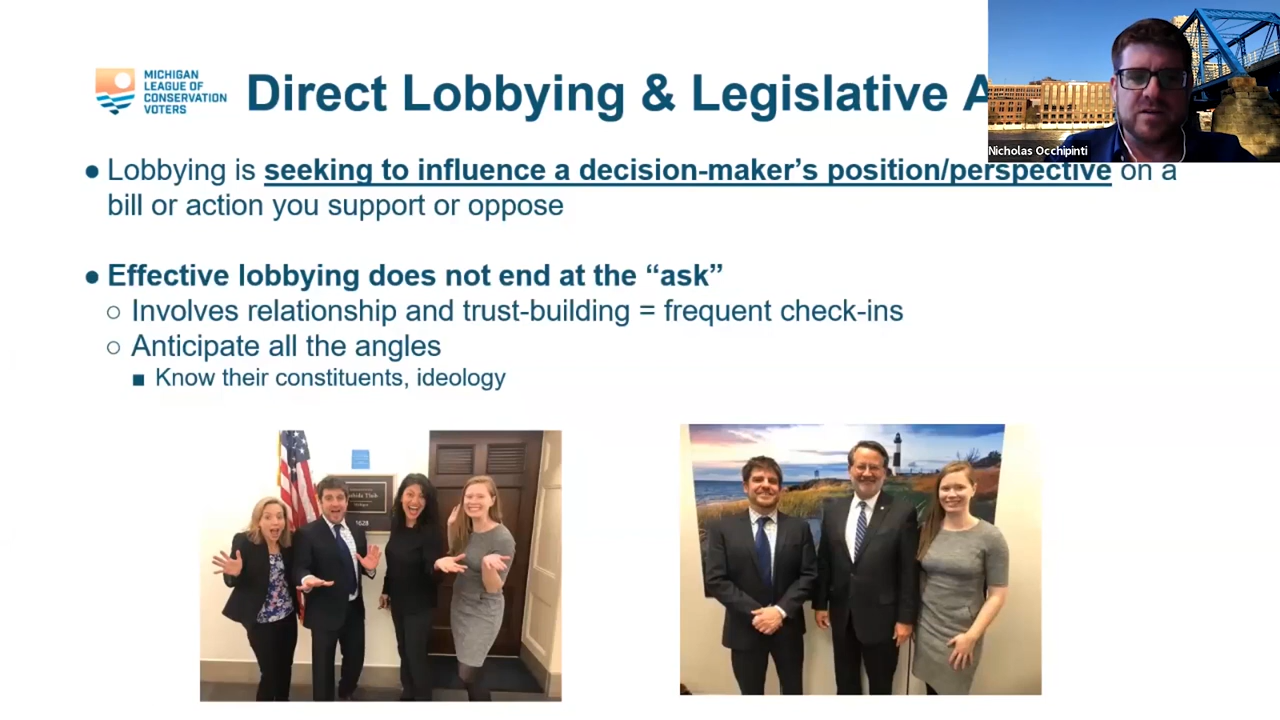 MICHIGAN
LEAGUE OF
CONSERVATION
VOTERS
Direct Lobbying & Legislative A
Nicholas Occhipinti
● Lobbying is seeking to influence a decision-maker’s position/perspective on a
bill or action you support or oppose
● Effective lobbying does not end at the “ask”
○ Involves relationship and trust-building = frequent check-ins
○ Anticipate all the angles
■ Know their constituents, ideology
1628